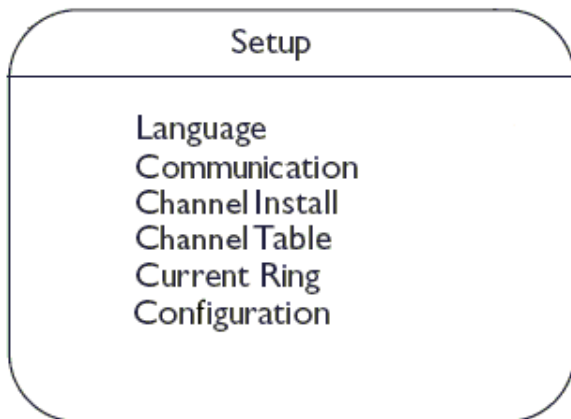 Setup
Language
Communication
Channel Install
Channel Table
Current Ring
Configuration